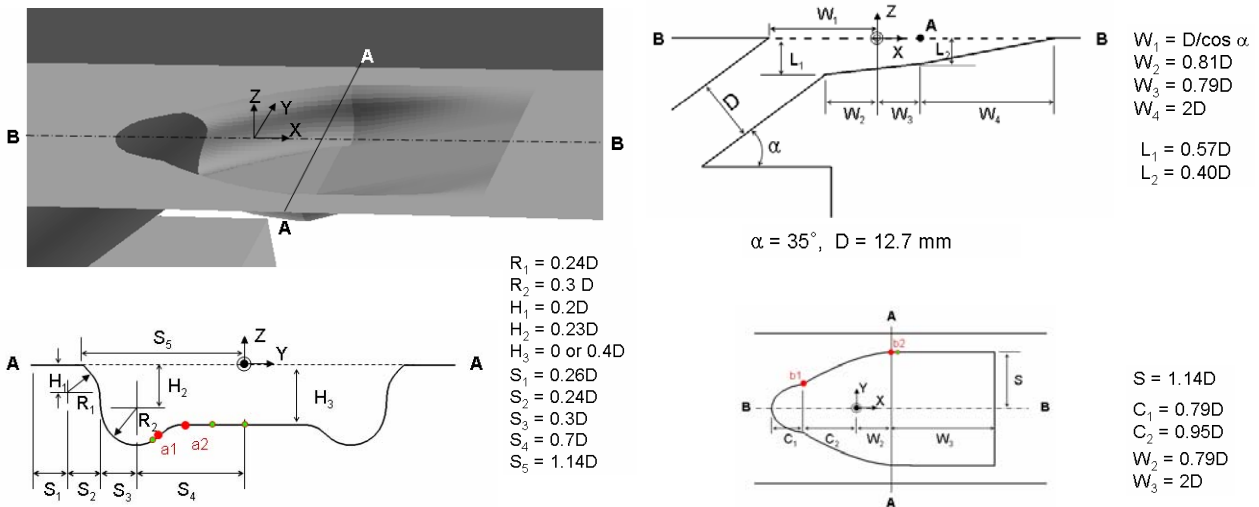 A
Z
Y
X
B
B
A
R₁ = 0.24D
R₂ = 0.3 D
H₁ = 0.2D
H₂ = 0.23D
H₃ = 0 or 0.4D
S₁ = 0.26D
S₂ = 0.24D
S₃ = 0.3D
S₄ = 0.7D
S₅ = 1.14D
S₅
Z
Y
A
A
H₁
R₁
H₂
H₃
R₂
a1
a2
S₁
S₂
S₃
S₄
W₁
Z
A
B
B
X
L₁
L₂
D
W₂
W₃
W₄
α
W₁ = D/cos α
W₂ = 0.81D
W₃ = 0.79D
W₄ = 2D
L₁ = 0.57D
L₂ = 0.40D
α = 35°, D = 12.7 mm
A
b2
b1
Y
X
S
B
B
C₁
C₂
W₂
W₃
A
S = 1.14D
C₁ = 0.79D
C₂ = 0.95D
W₂ = 0.79D
W₃ = 2D